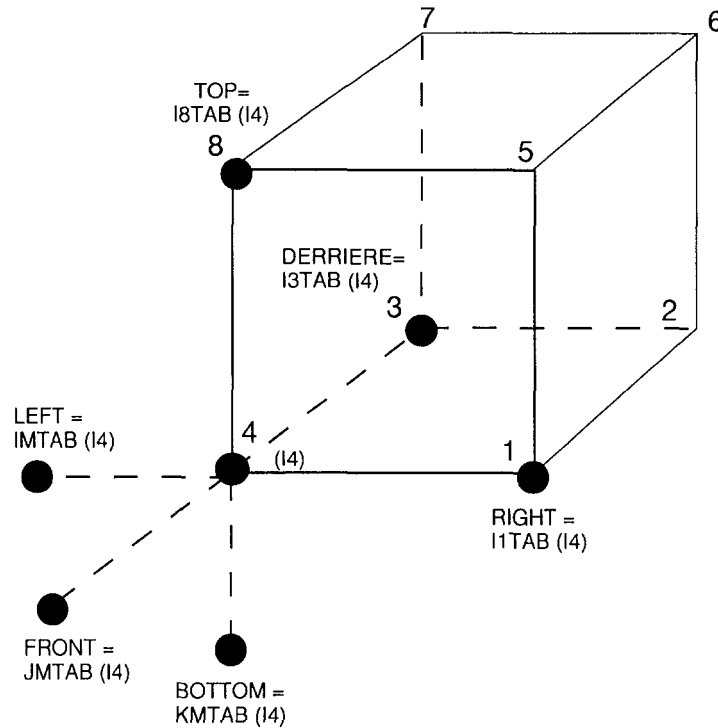 7
6
TOP=
I8TAB (I4)
8
5
DERRIERE=
I3TAB (I4)
3
2
LEFT =
IMTAB (I4)
4
(I4)
1
RIGHT =
I1TAB (I4)
FRONT =
JMTAB (I4)
BOTTOM =
KMTAB (I4)